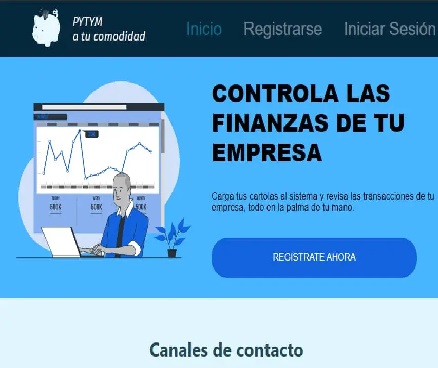 PYTYM
a tu comodidad
Inicio Registrarse Iniciar Sesión
CONTROLA LAS
FINANZAS DE TU
EMPRESA
Carga tus cartolas al sistema y revisa las transacciones de tu
empresa, todo en la palma de tu mano.
REGISTRATE AHORA
Canales de contacto